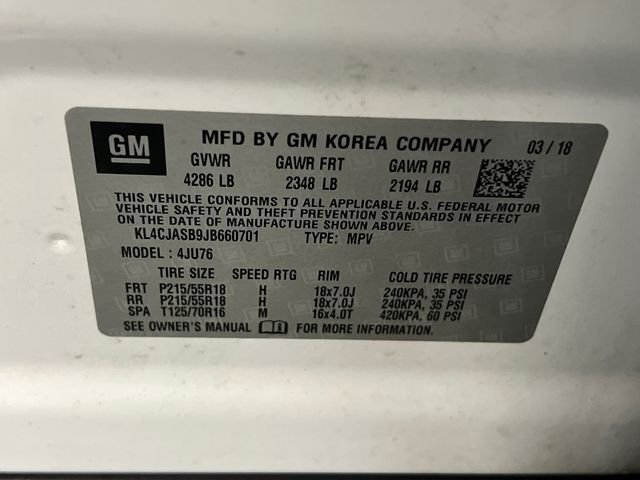 GM MFD BY GM KOREA COMPANY 03 / 18
GVWR GAWR FRT GAWR RR
4286 LB 2348 LB 2194 LB
THIS VEHICLE CONFORMS TO ALL APPLICABLE U.S. FEDERAL MOTOR
VEHICLE SAFETY AND THEFT PREVENTION STANDARDS IN EFFECT
ON THE DATE OF MANUFACTURE SHOWN ABOVE.
KL4CJASB9JB660701 TYPE: MPV
MODEL : 4JU76
TIRE SIZE SPEED RTG RIM COLD TIRE PRESSURE
FRT P215/55R18 H 18x7.0J 240KPA, 35 PSI
RR P215/55R18 H 18x7.0J 240KPA, 35 PSI
SPA T125/70R16 M 16x4.0T 420KPA, 60 PSI
SEE OWNER'S MANUAL FOR MORE INFORMATION.